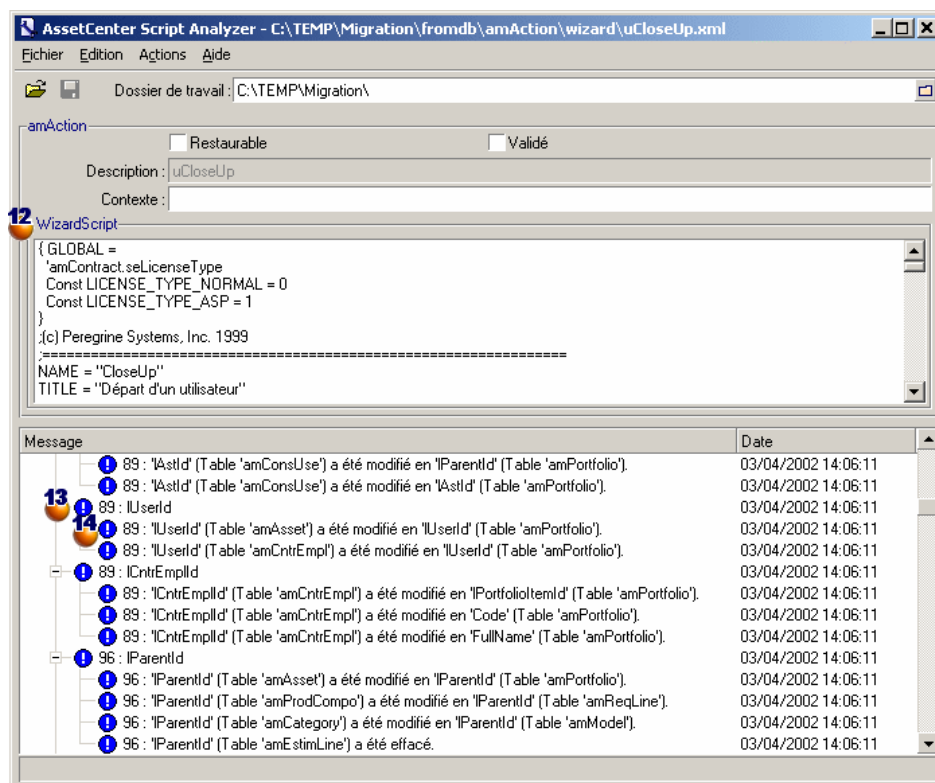 AssetCenter Script Analyzer - C:\TEMP\Migration\fromdb\amAction\wizard\uCloseUp.xml
Fichier Edition Actions Aide
Dossier de travail : C:\TEMP\Migration\
amAction
Restaurable Validé
Description : uCloseUp
Contexte :
12
WizardScript
{ GLOBAL =
'amContract.seLicenseType
Const LICENSE_TYPE_NORMAL = 0
Const LICENSE_TYPE_ASP = 1
}
;(c) Peregrine Systems, Inc. 1999
;=================================================================
NAME = "CloseUp"
TITLE = "Départ d'un utilisateur"
Message Date
89 : 'lAstId' (Table 'amConsUse') a été modifié en 'lParentId' (Table 'amPortfolio'). 03/04/2002 14:06:11
89 : 'lAstId' (Table 'amConsUse') a été modifié en 'lAstId' (Table 'amPortfolio'). 03/04/2002 14:06:11
13 89 : lUserId 03/04/2002 14:06:11
14 89 : 'lUserId' (Table 'amAsset') a été modifié en 'lUserId' (Table 'amPortfolio'). 03/04/2002 14:06:11
89 : 'lUserId' (Table 'amCntrEmpl') a été modifié en 'lUserId' (Table 'amPortfolio'). 03/04/2002 14:06:11
89 : lCntrEmplId 03/04/2002 14:06:11
89 : 'lCntrEmplId' (Table 'amCntrEmpl') a été modifié en 'lPortfolioItemId' (Table 'amPortfolio'). 03/04/2002 14:06:11
89 : 'lCntrEmplId' (Table 'amCntrEmpl') a été modifié en 'Code' (Table 'amPortfolio'). 03/04/2002 14:06:11
89 : 'lCntrEmplId' (Table 'amCntrEmpl') a été modifié en 'FullName' (Table 'amPortfolio'). 03/04/2002 14:06:11
96 : lParentId 03/04/2002 14:06:11
96 : 'lParentId' (Table 'amAsset') a été modifié en 'lParentId' (Table 'amPortfolio'). 03/04/2002 14:06:11
96 : 'lParentId' (Table 'amProdCompo') a été modifié en 'lParentId' (Table 'amReqLine'). 03/04/2002 14:06:11
96 : 'lParentId' (Table 'amCategory') a été modifié en 'lParentId' (Table 'amModel'). 03/04/2002 14:06:11
96 : 'lParentId' (Table 'amEstimLine') a été effacé. 03/04/2002 14:06:11